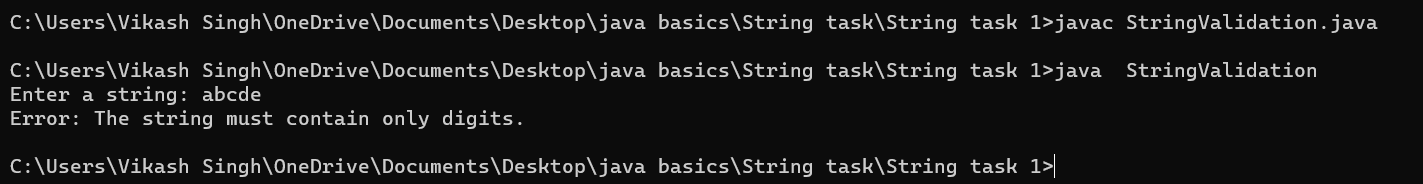 C:\Users\Vikash Singh\OneDrive\Documents\Desktop\java basics\String task\String task 1>javac StringValidation.java
C:\Users\Vikash Singh\OneDrive\Documents\Desktop\java basics\String task\String task 1>java  StringValidation
Enter a string: abcde
Error: The string must contain only digits.
C:\Users\Vikash Singh\OneDrive\Documents\Desktop\java basics\String task\String task 1>